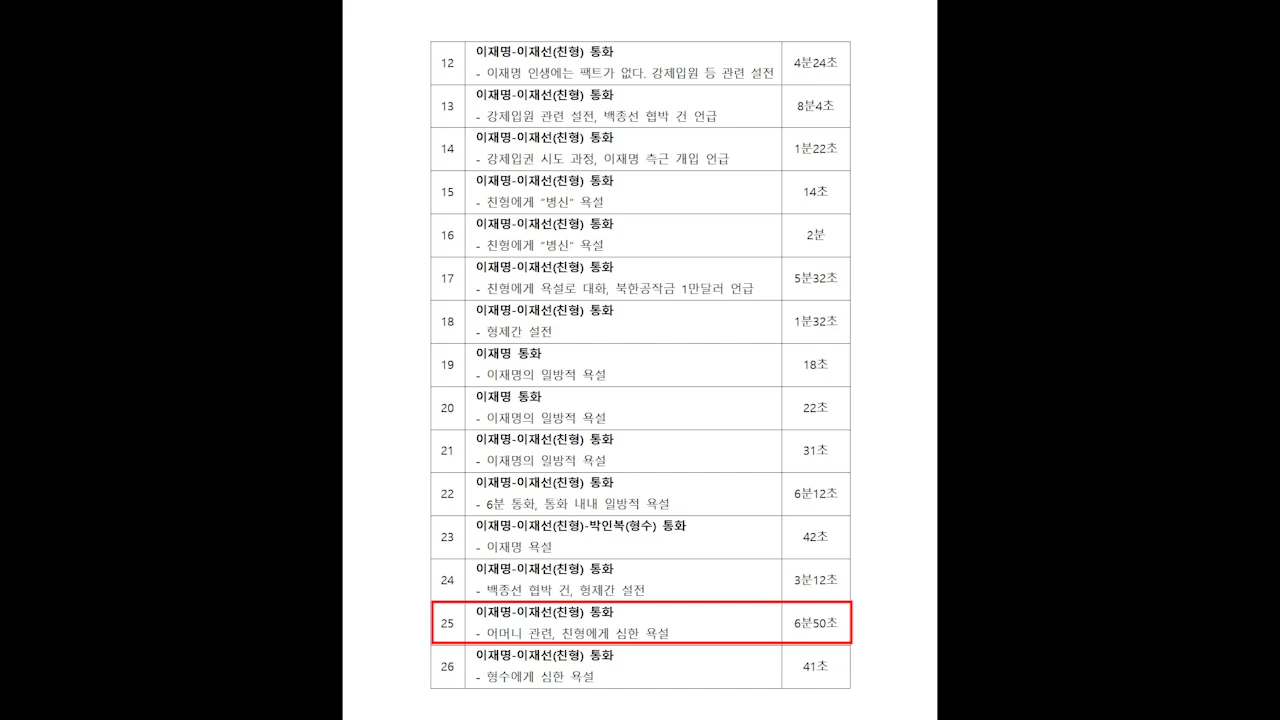 12
이재명-이재선(친형) 통화
- 이재명 인생에는 팩트가 없다. 강제입원 등 관련 설전
4분24초
13
이재명-이재선(친형) 통화
- 강제입원 관련 설전, 백종선 협박 건 언급
8분4초
14
이재명-이재선(친형) 통화
- 강제입권 시도 과정, 이재명 측근 개입 언급
1분22초
15
이재명-이재선(친형) 통화
- 친형에게 "병신" 욕설
14초
16
이재명-이재선(친형) 통화
- 친형에게 "병신" 욕설
2분
17
이재명-이재선(친형) 통화
- 친형에게 욕설로 대화, 북한공작금 1만달러 언급
5분32초
18
이재명-이재선(친형) 통화
- 형제간 설전
1분32초
19
이재명 통화
- 이재명의 일방적 욕설
18초
20
이재명 통화
- 이재명의 일방적 욕설
22초
21
이재명-이재선(친형) 통화
- 이재명의 일방적 욕설
31초
22
이재명-이재선(친형) 통화
- 6분 통화, 통화 내내 일방적 욕설
6분12초
23
이재명-이재선(친형)-박인복(형수) 통화
- 이재명 욕설
42초
24
이재명-이재선(친형) 통화
- 백종선 협박 건, 형제간 설전
3분12초
25
이재명-이재선(친형) 통화
- 어머니 관련, 친형에게 심한 욕설
6분50초
26
이재명-이재선(친형) 통화
- 형수에게 심한 욕설
41초